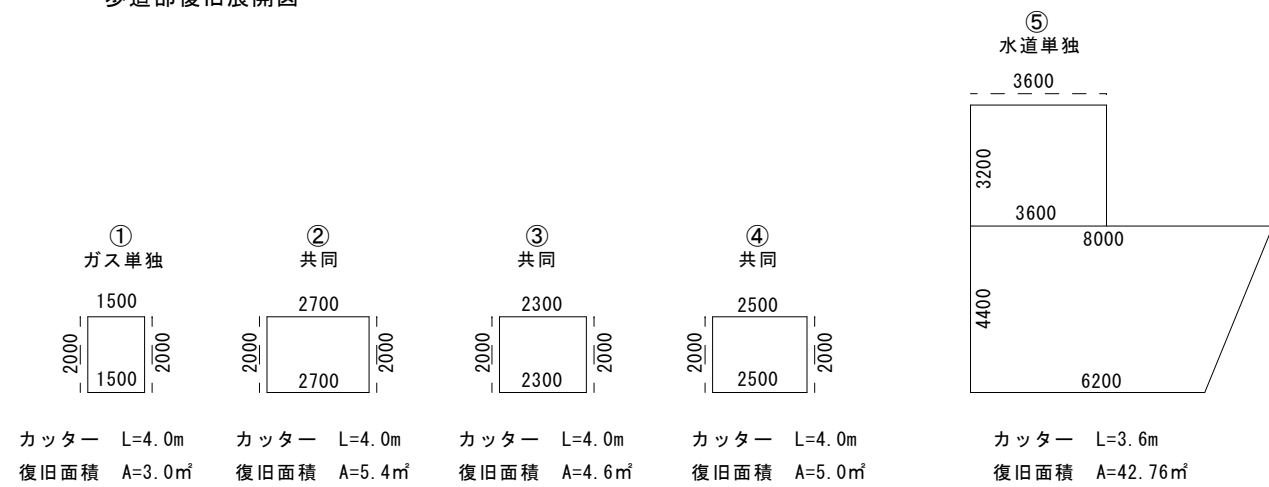 歩道部復旧展開図
①
ガス単独
1500
2000
2000
1500
カッター L=4.0m
復旧面積 A=3.0㎡
②
共同
2700
2000
2000
2700
カッター L=4.0m
復旧面積 A=5.4㎡
③
共同
2300
2000
2000
2300
カッター L=4.0m
復旧面積 A=4.6㎡
④
共同
2500
2000
2000
2500
カッター L=4.0m
復旧面積 A=5.0㎡
⑤
水道単独
3600
3200
3600
8000
4400
6200
カッター L=3.6m
復旧面積 A=42.76㎡